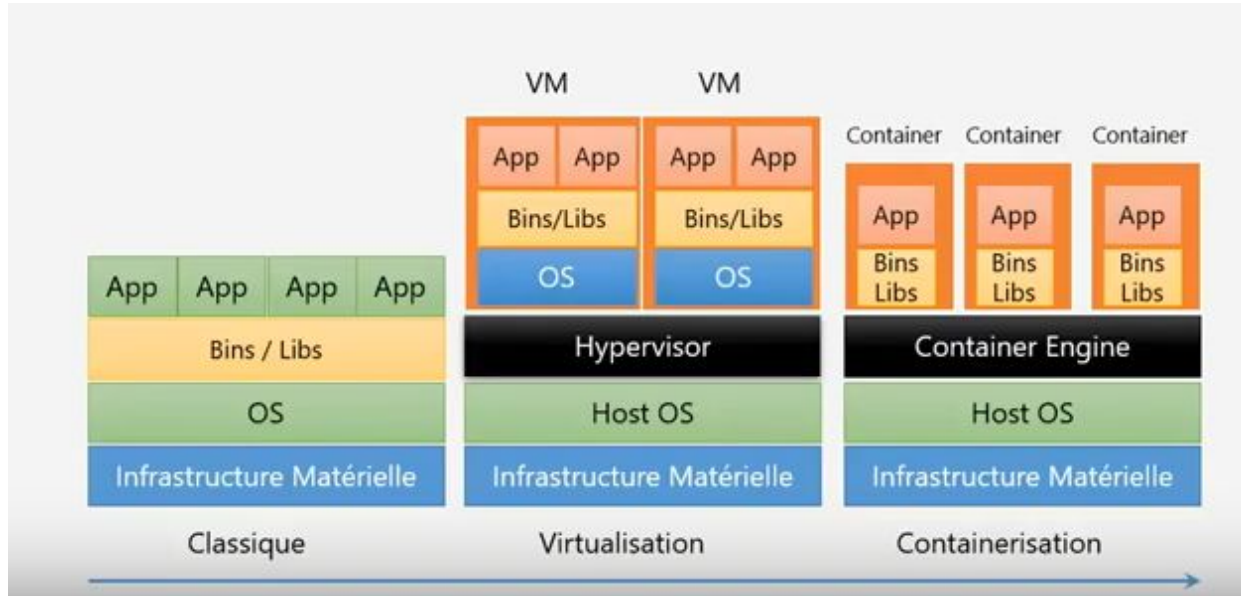 VM VM
App App App App
Bins/Libs Bins/Libs
OS OS
Hypervisor
Host OS
Infrastructure Matérielle
Virtualisation
Container Container Container
App App App
Bins Bins Bins
Libs Libs Libs
Container Engine
Host OS
Infrastructure Matérielle
Containerisation
App App App App
Bins / Libs
OS
Infrastructure Matérielle
Classique